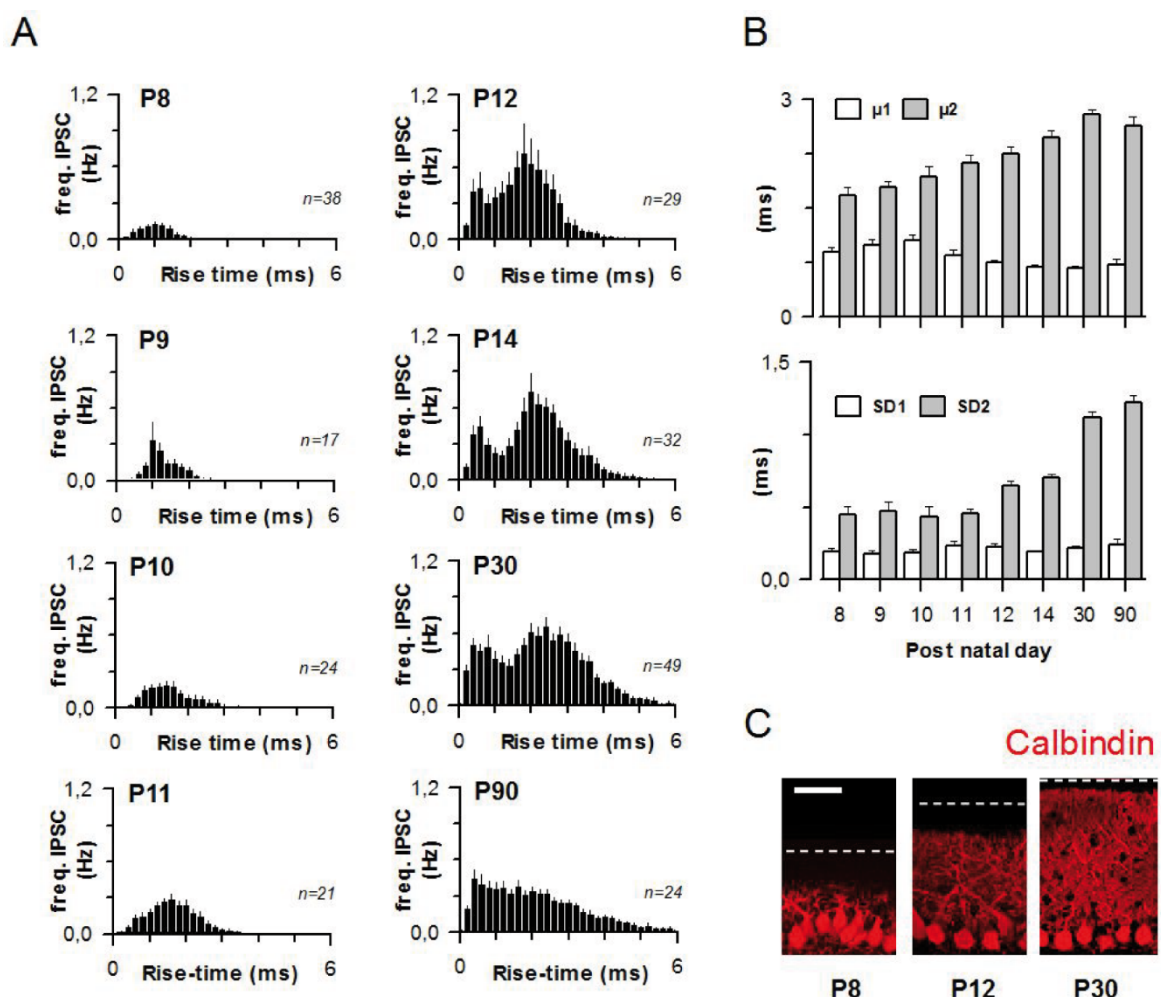 A
B
P8
1,2
freq. IPSC
(Hz)
0,0
n=38
0
6
Rise time (ms)
P12
1,2
freq. IPSC
(Hz)
0,0
n=29
0
6
Rise time (ms)
P9
1,2
freq. IPSC
(Hz)
0,0
n=17
0
6
Rise time (ms)
P14
1,2
freq. IPSC
(Hz)
0,0
n=32
0
6
Rise time (ms)
P10
1,2
freq. IPSC
(Hz)
0,0
n=24
0
6
Rise time (ms)
P30
1,2
freq. IPSC
(Hz)
0,0
n=49
0
6
Rise time (ms)
P11
1,2
freq. IPSC
(Hz)
0,0
n=21
0
6
Rise-time (ms)
P90
1,2
freq. IPSC
(Hz)
0,0
n=24
0
6
Rise-time (ms)
3
µ1 µ2
(ms)
0
1,5
SD1 SD2
(ms)
0,0
8 9 10 11 12 14 30 90
Post natal day
C
Calbindin
P8 P12 P30